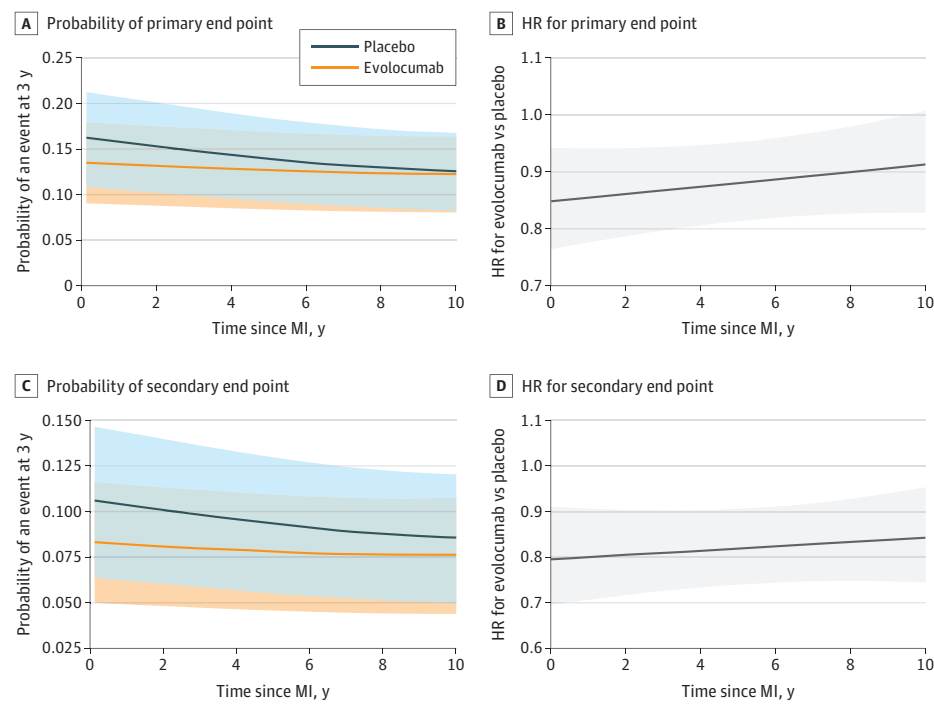 A Probability of primary end point
Placebo
Evolocumab
Probability of an event at 3 y
0.25
0.20
0.15
0.10
0.05
0
0 2 4 6 8 10
Time since MI, y
B HR for primary end point
HR for evolocumab vs placebo
1.1
1.0
0.9
0.8
0.7
0 2 4 6 8 10
Time since MI, y
C Probability of secondary end point
Probability of an event at 3 y
0.150
0.125
0.100
0.075
0.050
0.025
0 2 4 6 8 10
Time since MI, y
D HR for secondary end point
HR for evolocumab vs placebo
1.1
1.0
0.9
0.8
0.7
0.6
0 2 4 6 8 10
Time since MI, y